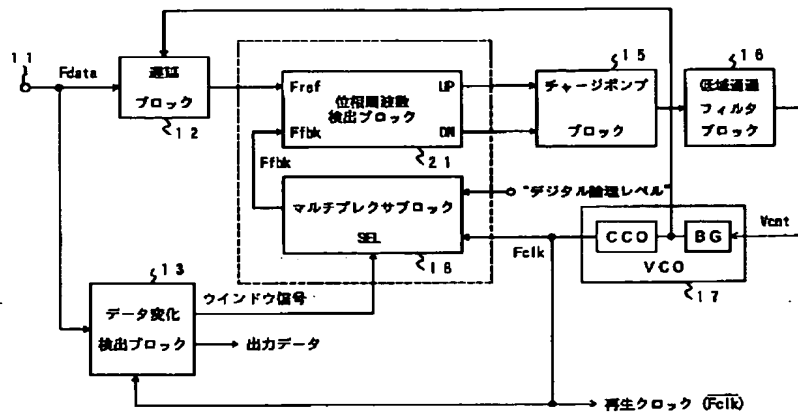 11
Fdata
遅延
ブロック
12
Fref
UP
位相周波数
検出ブロック
Ffbk
DN
21
Ffbk
マルチプレクサブロック
SEL
18
15
チャージポンプ
ブロック
16
低域通過
フィルタ
ブロック
"デジタル論理レベル"
Fclk
CCO
BG
VCO
17
Vcnt
13
データ変化
検出ブロック
ウインドウ信号
出力データ
再生クロック (Fclk)